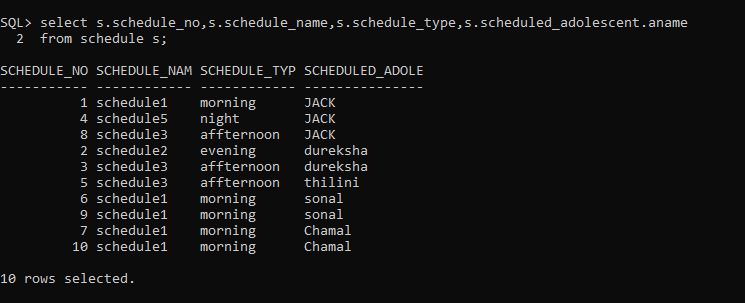 SQL> select s.schedule_no,s.schedule_name,s.schedule_type,s.scheduled_adolescent.aname
2 from schedule s;
SCHEDULE_NO SCHEDULE_NAM SCHEDULE_TYP SCHEDULED_ADOLE
----------- ------------ ------------ ---------------
1 schedule1 morning JACK
4 schedule5 night JACK
8 schedule3 affternoon JACK
2 schedule2 evening dureksha
3 schedule3 affternoon dureksha
5 schedule3 affternoon thilini
6 schedule1 morning sonal
9 schedule1 morning sonal
7 schedule1 morning Chamal
10 schedule1 morning Chamal
10 rows selected.